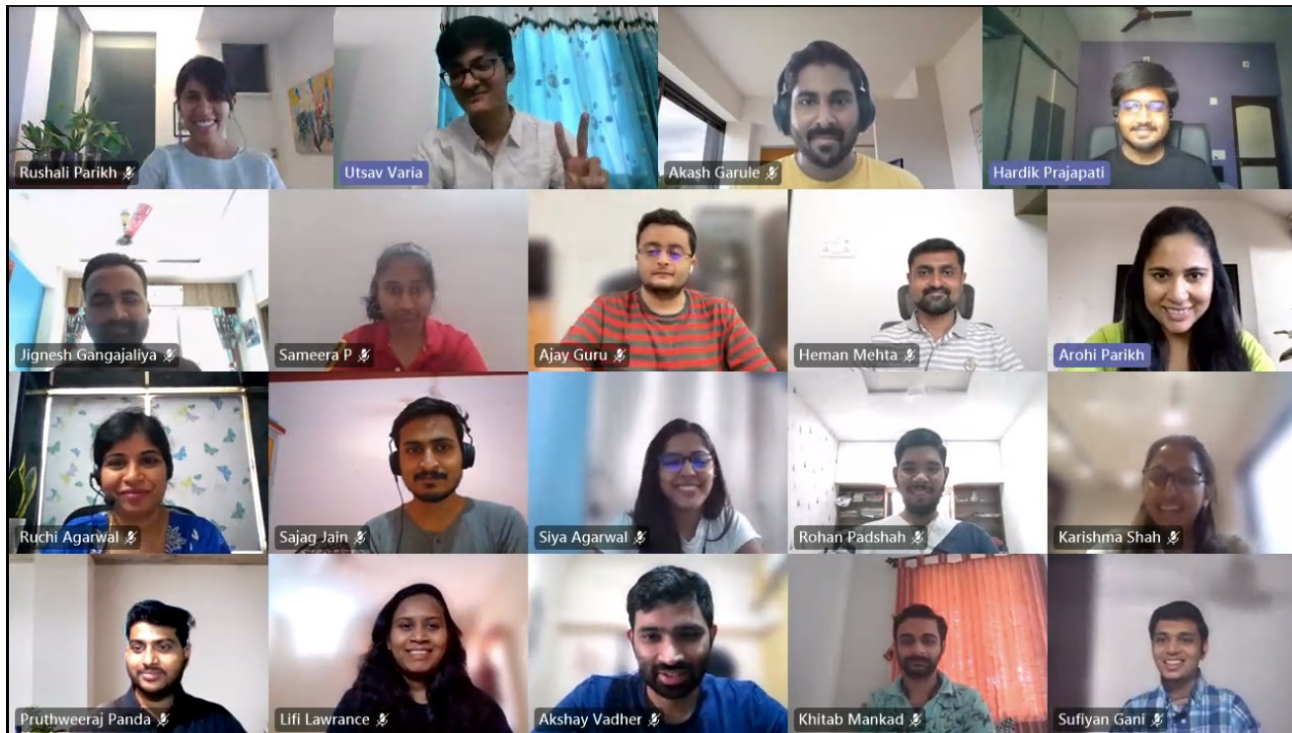 Rushali Parikh
Utsav Varia
Akash Garule
Hardik Prajapati
Jignesh Gangajaliya
Sameera P
Ajay Guru
Heman Mehta
Arohi Parikh
Ruchi Agarwal
Sajag Jain
Siya Agarwal
Rohan Padshah
Karishma Shah
Pruthweeraj Panda
Lifi Lawrance
Akshay Vadher
Khitab Mankad
Sufiyan Gani